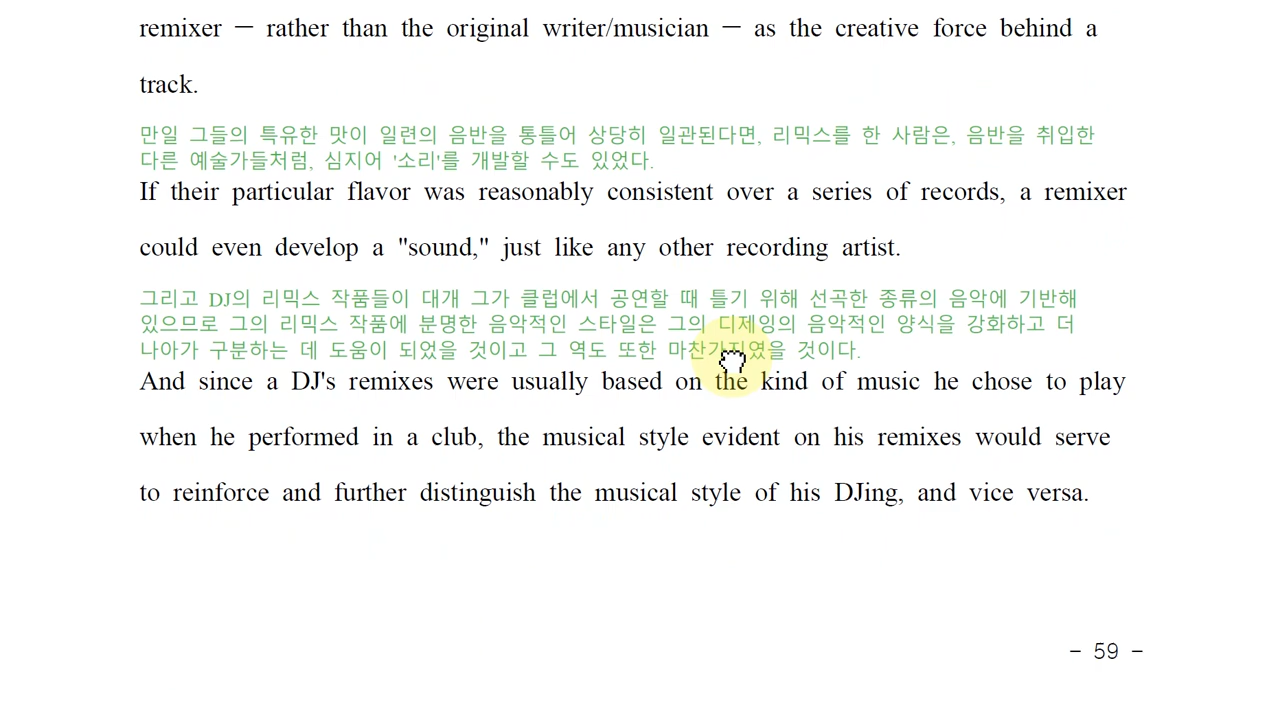 remixer — rather than the original writer/musician — as the creative force behind a
track.
만일 그들의 특유한 맛이 일련의 음반을 통틀어 상당히 일관된다면, 리믹스를 한 사람은, 음반을 취입한
다른 예술가들처럼, 심지어 '소리'를 개발할 수도 있었다.
If their particular flavor was reasonably consistent over a series of records, a remixer
could even develop a "sound," just like any other recording artist.
그리고 DJ의 리믹스 작품들이 대개 그가 클럽에서 공연할 때 틀기 위해 선곡한 종류의 음악에 기반해
있으므로 그의 리믹스 작품에 분명한 음악적인 스타일은 그의 디제잉의 음악적인 양식을 강화하고 더
나아가 구분하는 데 도움이 되었을 것이고 그 역도 또한 마찬가지였을 것이다.
And since a DJ's remixes were usually based on the kind of music he chose to play
when he performed in a club, the musical style evident on his remixes would serve
to reinforce and further distinguish the musical style of his DJing, and vice versa.
- 59 -